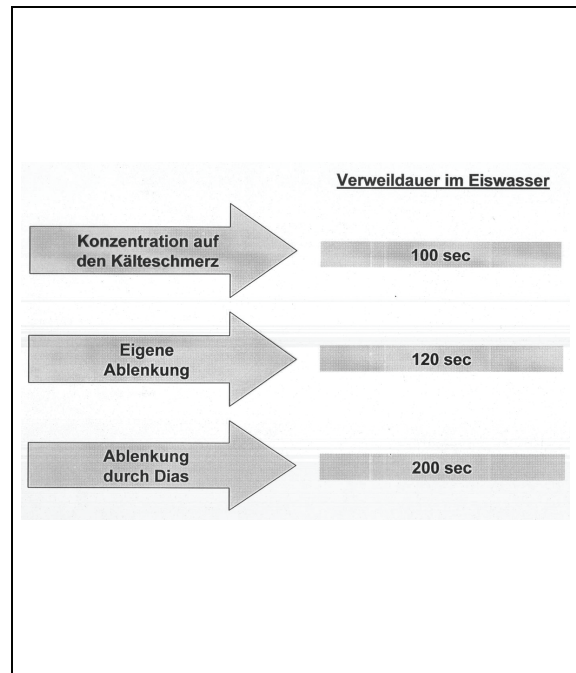 Verweildauer im Eiswasser
Konzentration auf
den Kälteschmerz
100 sec
Eigene
Ablenkung
120 sec
Ablenkung
durch Dias
200 sec